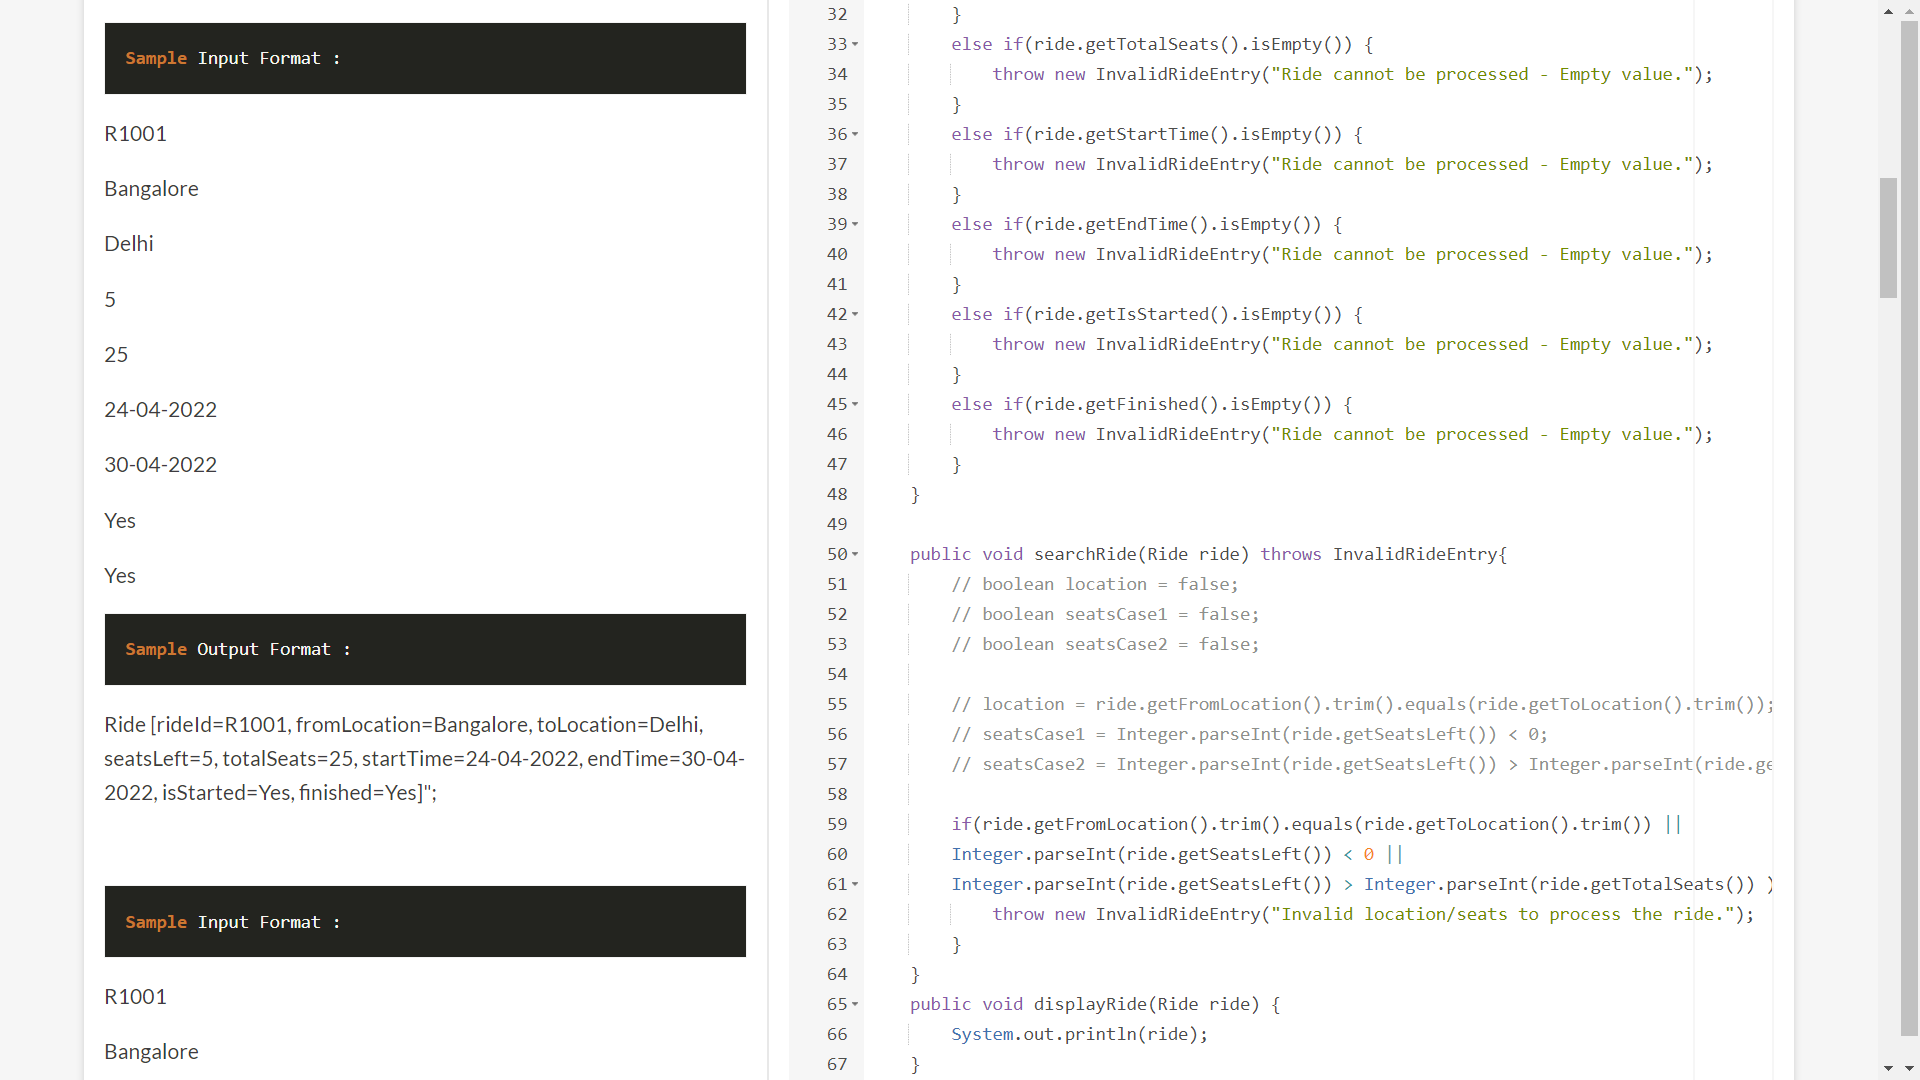 Sample Input Format :
R1001
Bangalore
Delhi
5
25
24-04-2022
30-04-2022
Yes
Yes
Sample Output Format :
Ride [rideId=R1001, fromLocation=Bangalore, toLocation=Delhi,
seatsLeft=5, totalSeats=25, startTime=24-04-2022, endTime=30-04-
2022, isStarted=Yes, finished=Yes]";
Sample Input Format :
R1001
Bangalore
32 }
33 else if(ride.getTotalSeats().isEmpty()) {
34 throw new InvalidRideEntry("Ride cannot be processed - Empty value.");
35 }
36 else if(ride.getStartTime().isEmpty()) {
37 throw new InvalidRideEntry("Ride cannot be processed - Empty value.");
38 }
39 else if(ride.getEndTime().isEmpty()) {
40 throw new InvalidRideEntry("Ride cannot be processed - Empty value.");
41 }
42 else if(ride.getIsStarted().isEmpty()) {
43 throw new InvalidRideEntry("Ride cannot be processed - Empty value.");
44 }
45 else if(ride.getFinished().isEmpty()) {
46 throw new InvalidRideEntry("Ride cannot be processed - Empty value.");
47 }
48 }
49
50 public void searchRide(Ride ride) throws InvalidRideEntry{
51 // boolean location = false;
52 // boolean seatsCase1 = false;
53 // boolean seatsCase2 = false;
54
55 // location = ride.getFromLocation().trim().equals(ride.getToLocation().trim());
56 // seatsCase1 = Integer.parseInt(ride.getSeatsLeft()) < 0;
57 // seatsCase2 = Integer.parseInt(ride.getSeatsLeft()) > Integer.parseInt(ride.ge
58
59 if(ride.getFromLocation().trim().equals(ride.getToLocation().trim()) ||
60 Integer.parseInt(ride.getSeatsLeft()) < 0 ||
61 Integer.parseInt(ride.getSeatsLeft()) > Integer.parseInt(ride.getTotalSeats()) )
62 throw new InvalidRideEntry("Invalid location/seats to process the ride.");
63 }
64 }
65 public void displayRide(Ride ride) {
66 System.out.println(ride);
67 }